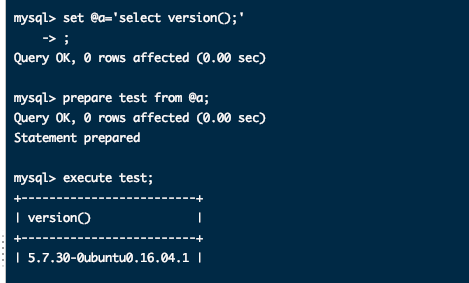 mysql> set @a='select version();'
    -> ;
Query OK, 0 rows affected (0.00 sec)
mysql> prepare test from @a;
Query OK, 0 rows affected (0.00 sec)
Statement prepared
mysql> execute test;
+-------------------------+
| version()               |
+-------------------------+
| 5.7.30-0ubuntu0.16.04.1 |